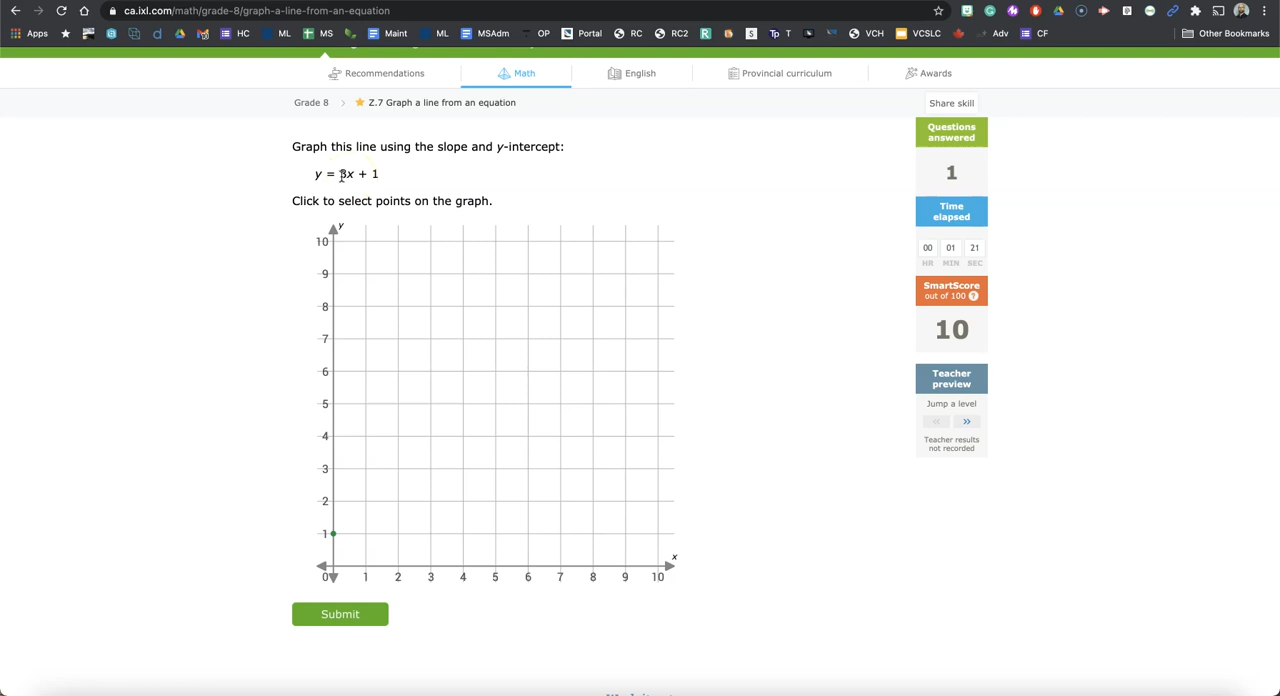 ca.ixl.com/math/grade-8/graph-a-line-from-an-equation
Apps HC ML MS Maint ML MSAdm OP Portal RC RC2 T VCH VCSLC Adv CF Other Bookmarks
Recommendations Math English Provincial curriculum Awards
Grade 8 > Z.7 Graph a line from an equation
Share skill
Graph this line using the slope and y-intercept:
y = 3x + 1
Click to select points on the graph.
y
10
9
8
7
6
5
4
3
2
1
x
0 1 2 3 4 5 6 7 8 9 10
Submit
Questions
answered
1
Time
elapsed
00 01 21
HR MIN SEC
SmartScore
out of 100 ?
10
Teacher
preview
Jump a level
<< >>
Teacher results
not recorded